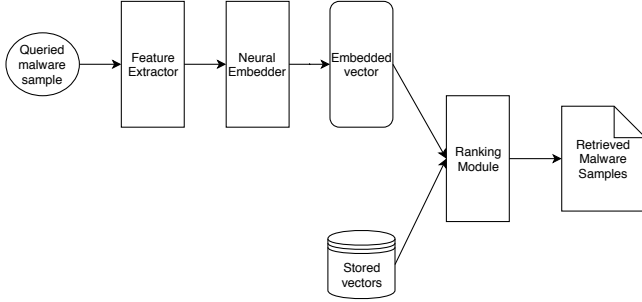 Queried
malware
sample
Feature
Extractor
Neural
Embedder
Embedded
vector
Ranking
Module
Retrieved
Malware
Samples
Stored
vectors